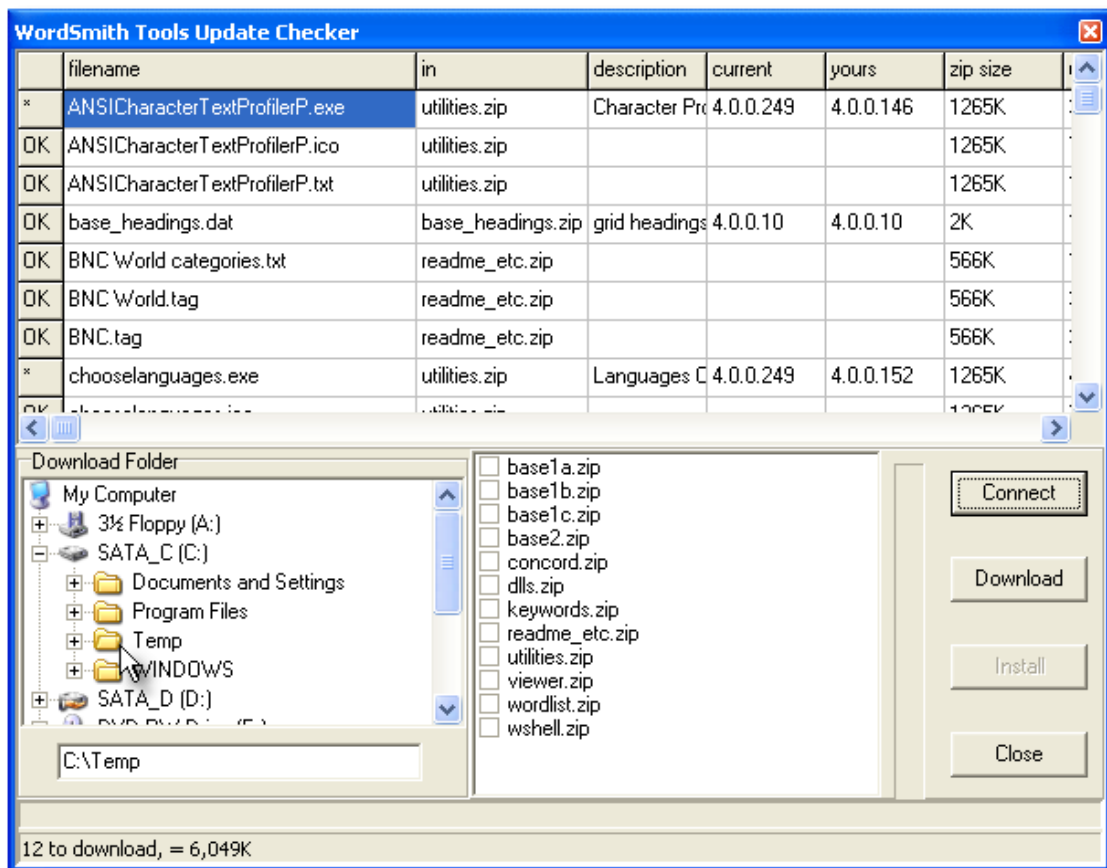 WordSmith Tools Update Checker
filename in description current yours zip size
* ANSICharacterTextProfilerP.exe utilities.zip Character Pro 4.0.0.249 4.0.0.146 1265K
OK ANSICharacterTextProfilerP.ico utilities.zip 1265K
OK ANSICharacterTextProfilerP.txt utilities.zip 1265K
OK base_headings.dat base_headings.zip grid headings 4.0.0.10 4.0.0.10 2K
OK BNC World categories.txt readme_etc.zip 566K
OK BNC World.tag readme_etc.zip 566K
OK BNC.tag readme_etc.zip 566K
* chooselanguages.exe utilities.zip Languages C 4.0.0.249 4.0.0.152 1265K
OK chooselanguages.ico utilities.zip 1265K
Download Folder
My Computer
3½ Floppy (A:)
SATA_C (C:)
Documents and Settings
Program Files
Temp
WINDOWS
SATA_D (D:)
C:\Temp
base1a.zip
base1b.zip
base1c.zip
base2.zip
concord.zip
dlls.zip
keywords.zip
readme_etc.zip
utilities.zip
viewer.zip
wordlist.zip
wshell.zip
Connect
Download
Install
Close
12 to download, = 6,049K